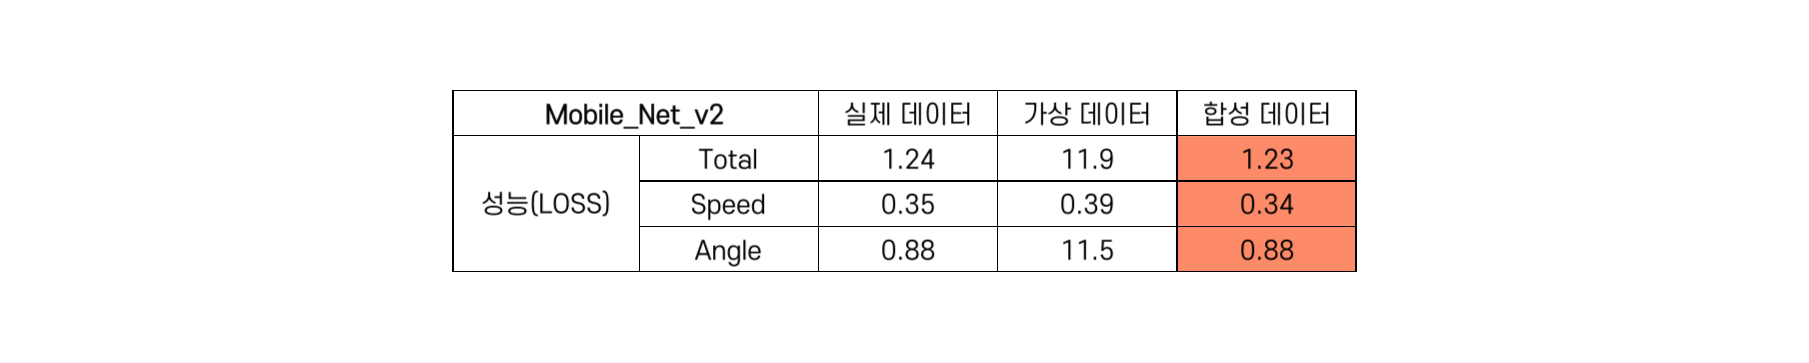 Mobile_Net_v2 실제 데이터 가상 데이터 합성 데이터
성능(LOSS) Total 1.24 11.9 1.23
Speed 0.35 0.39 0.34
Angle 0.88 11.5 0.88